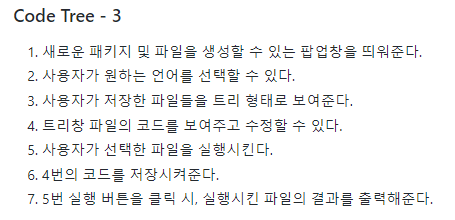 Code Tree - 3
1. 새로운 패키지 및 파일을 생성할 수 있는 팝업창을 띄워준다.
2. 사용자가 원하는 언어를 선택할 수 있다.
3. 사용자가 저장한 파일들을 트리 형태로 보여준다.
4. 트리창 파일의 코드를 보여주고 수정할 수 있다.
5. 사용자가 선택한 파일을 실행시킨다.
6. 4번의 코드를 저장시켜준다.
7. 5번 실행 버튼을 클릭 시, 실행시킨 파일의 결과를 출력해준다.